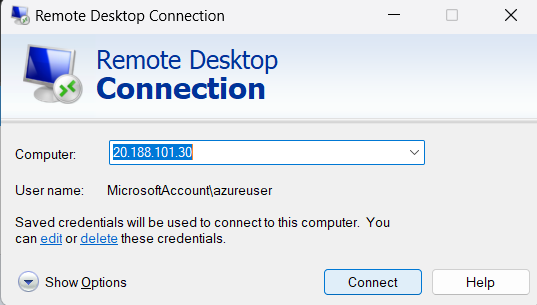 Remote Desktop Connection
Remote Desktop
Connection
Computer: 20.188.101.30
User name: MicrosoftAccount\azureuser
Saved credentials will be used to connect to this computer. You
can edit or delete these credentials.
Show Options Connect Help